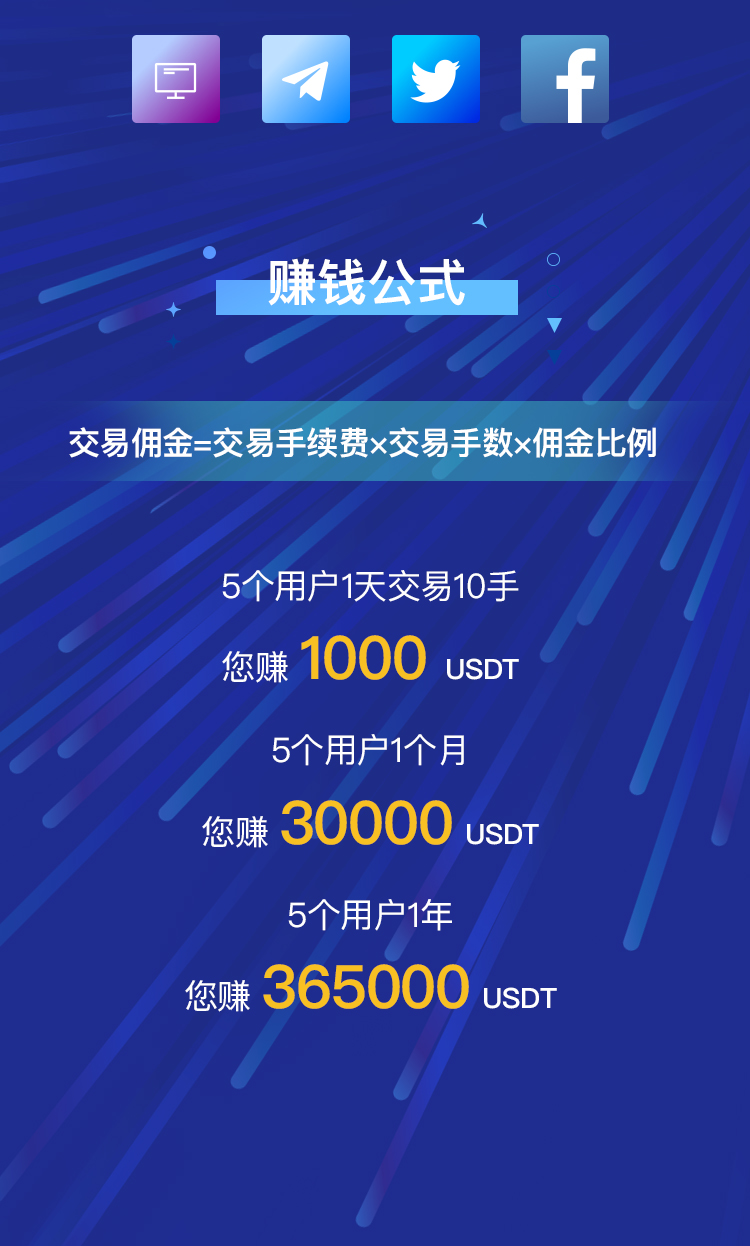 赚钱公式
交易佣金=交易手续费×交易手数×佣金比例
5个用户1天交易10手
您赚 1000 USDT
5个用户1个月
您赚 30000 USDT
5个用户1年
您赚 365000 USDT